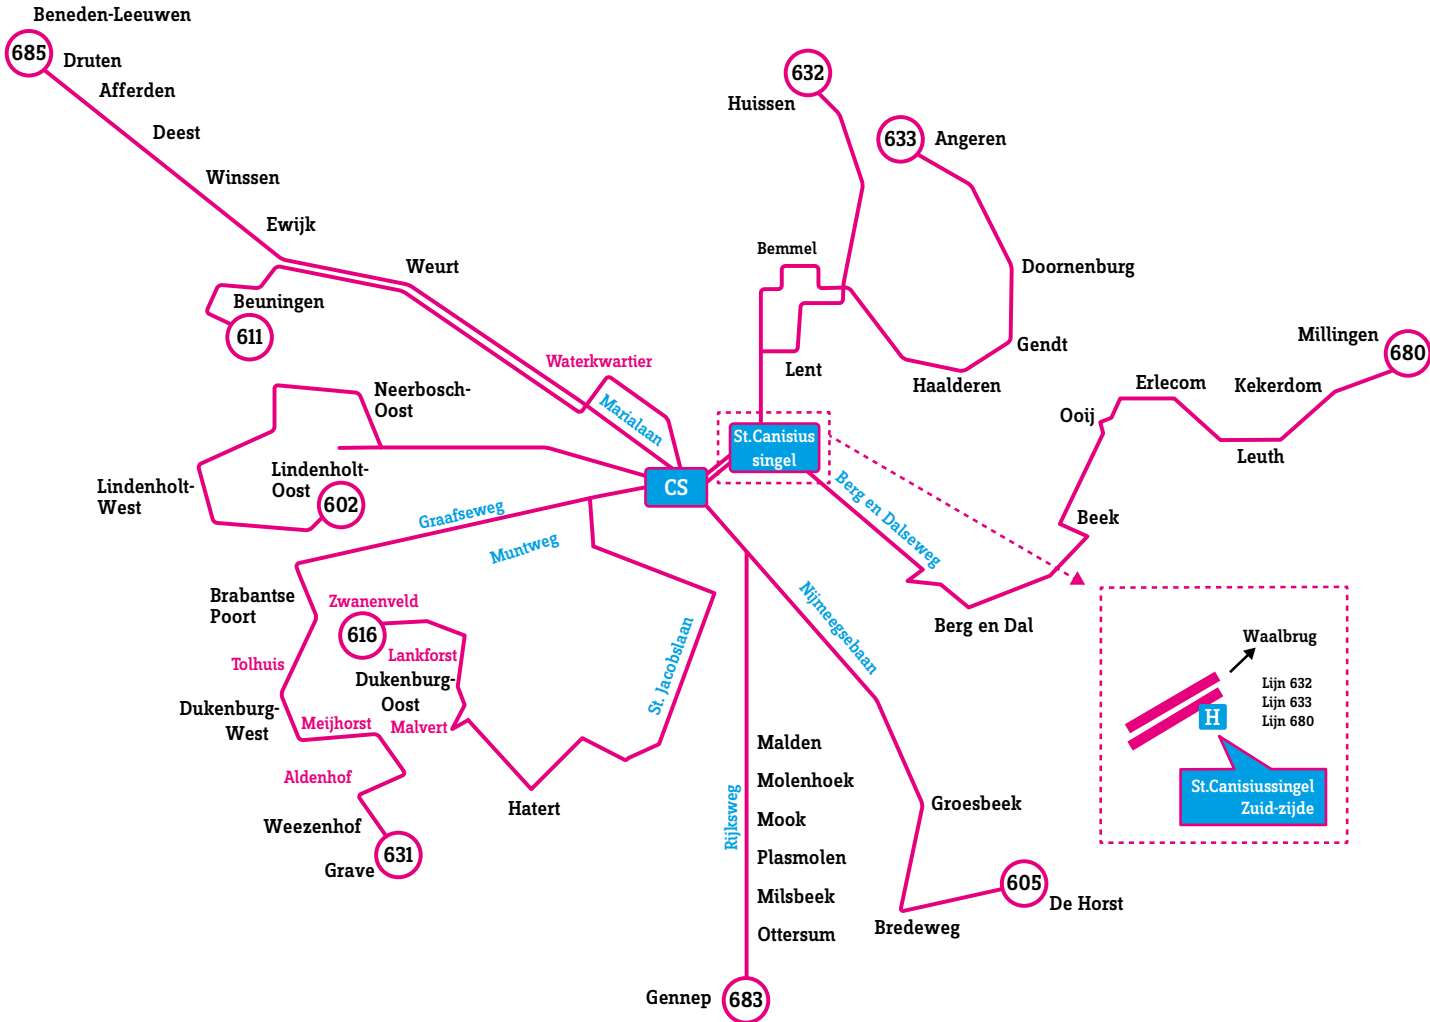 Beneden-Leeuwen
685
Druten
Afferden
Deest
Winssen
Ewijk
Weurt
Beuningen
611
632
Huissen
633
Angeren
Bemmel
Doornenburg
Gendt
Haalderen
Lent
Millingen
680
Kekerdom
Erlecom
Ooij
Leuth
Beek
Waterkwartier
Marialaan
Neerbosch-
Oost
Lindenholt-
Oost
602
Lindenholt-
West
St.Canisius
singel
CS
Berg en Dalseweg
Berg en Dal
Graafseweg
Muntweg
Nijmeegsebaan
St. Jacobslaan
Brabantse
Poort
Zwanenveld
616
Lankforst
Tolhuis
Dukenburg-
Oost
Dukenburg-
West
Meijhorst
Malvert
Aldenhof
Hatert
Weezenhof
631
Grave
Rijksweg
Malden
Molenhoek
Mook
Plasmolen
Milsbeek
Ottersum
Gennep
683
Groesbeek
605
De Horst
Bredeweg
Waalbrug
Lijn 632
Lijn 633
Lijn 680
H
St.Canisiussingel
Zuid-zijde